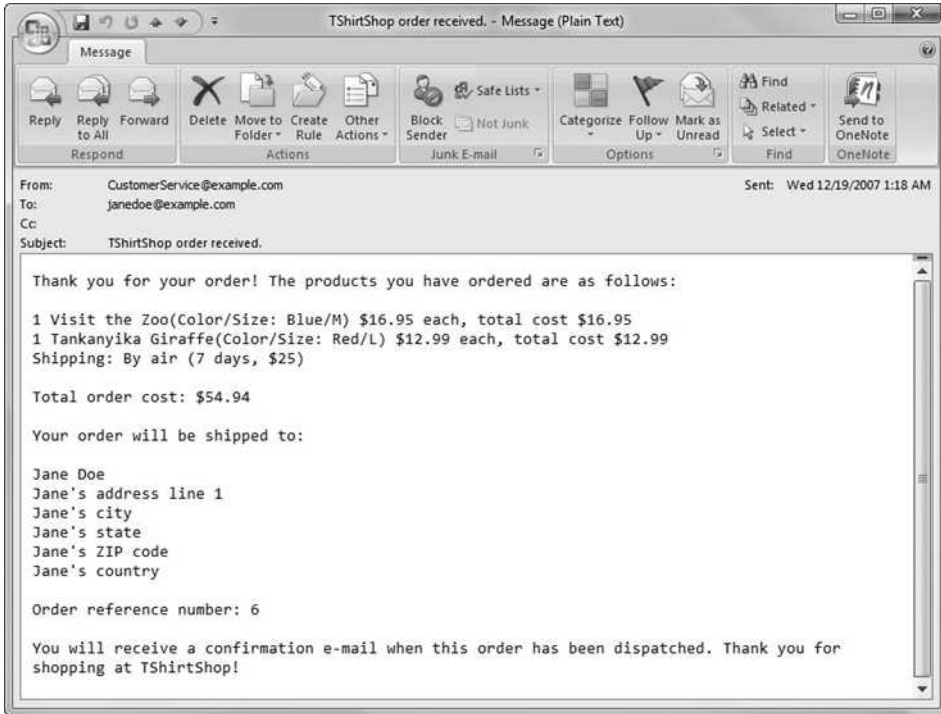 TShirtShop order received. - Message (Plain Text)
Message
Reply
Reply to All
Forward
Delete
Move to Folder
Create Rule
Other Actions
Block Sender
Safe Lists
Not Junk
Categorize
Follow Up
Mark as Unread
Find
Related
Select
Send to OneNote
Respond
Actions
Junk E-mail
Options
Find
OneNote
From: CustomerService@example.com
Sent: Wed 12/19/2007 1:18 AM
To: janedoe@example.com
Cc:
Subject: TShirtShop order received.
Thank you for your order! The products you have ordered are as follows:
1 Visit the Zoo(Color/Size: Blue/M) $16.95 each, total cost $16.95
1 Tankanyika Giraffe(Color/Size: Red/L) $12.99 each, total cost $12.99
Shipping: By air (7 days, $25)
Total order cost: $54.94
Your order will be shipped to:
Jane Doe
Jane's address line 1
Jane's city
Jane's state
Jane's ZIP code
Jane's country
Order reference number: 6
You will receive a confirmation e-mail when this order has been dispatched. Thank you for
shopping at TShirtShop!